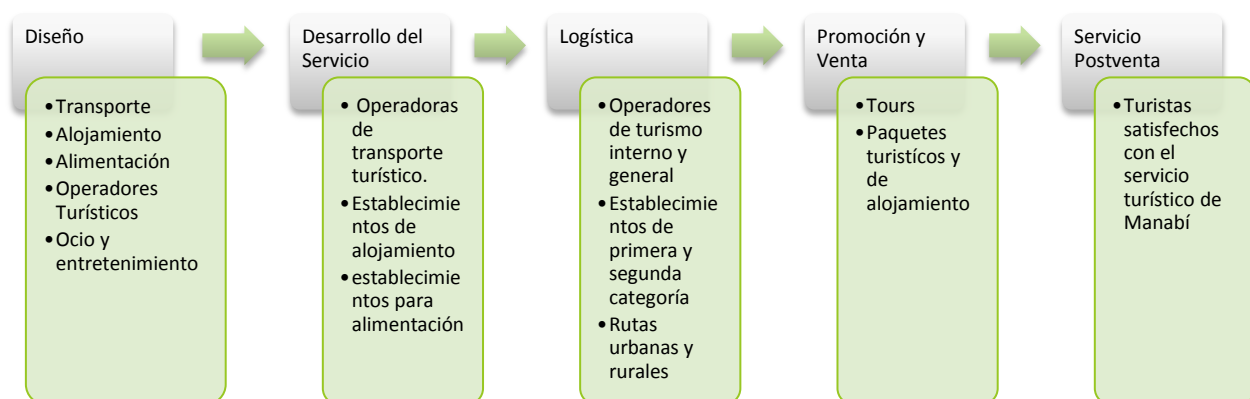 Diseño
• Transporte
• Alojamiento
• Alimentación
• Operadores
Turísticos
• Ocio y
entretenimiento
Desarrollo del
Servicio
• Operadoras
de
transporte
turístico.
• Establecimie
ntos de
alojamiento
• establecimie
ntos para
alimentación
Logística
• Operadores
de turismo
interno y
general
• Establecimie
ntos de
primera y
segunda
categoría
• Rutas
urbanas y
rurales
Promoción y
Venta
• Tours
• Paquetes
turistícos y
de
alojamiento
Servicio
Postventa
• Turistas
satisfechos
con el
servicio
turístico de
Manabí